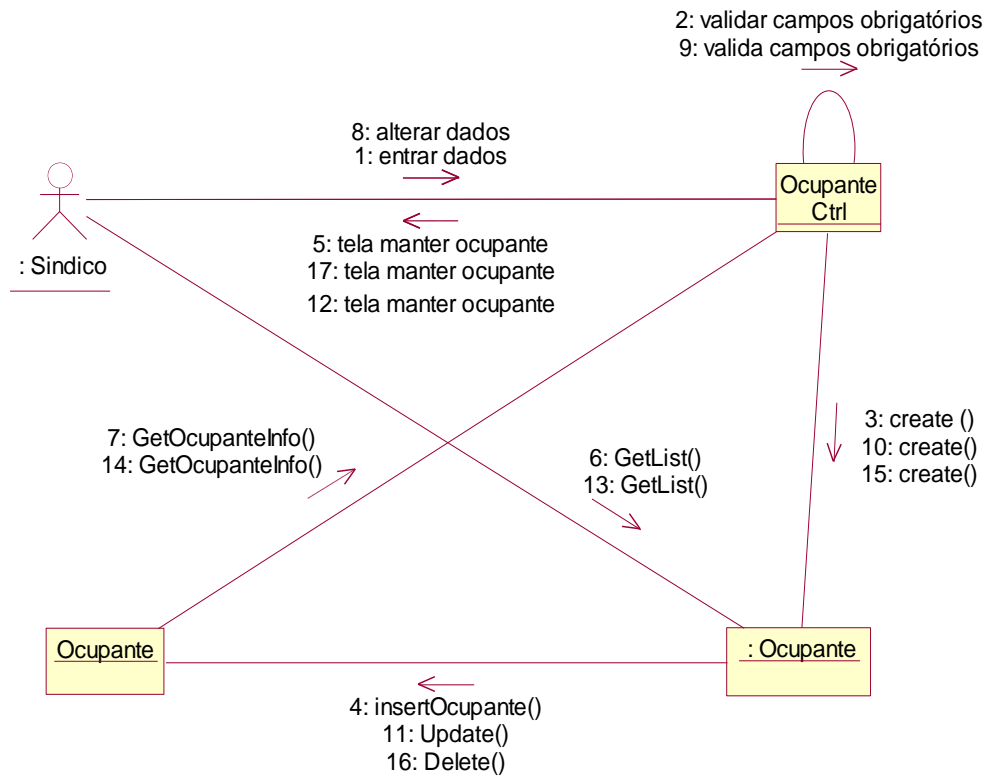 2: validar campos obrigatórios
9: valida campos obrigatórios
8: alterar dados
1: entrar dados
Ocupante
Ctrl
: Sindico
5: tela manter ocupante
17: tela manter ocupante
12: tela manter ocupante
7: GetOcupanteInfo()
14: GetOcupanteInfo()
6: GetList()
13: GetList()
3: create ()
10: create()
15: create()
Ocupante
: Ocupante
4: insertOcupante()
11: Update()
16: Delete()